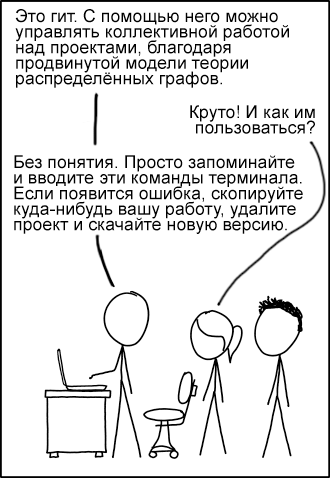 Это гит. С помощью него можно
управлять коллективной работой
над проектами, благодаря
продвинутой модели теории
распределённых графов.
Круто! И как им
пользоваться?
Без понятия. Просто запоминайте
и вводите эти команды терминала.
Если появится ошибка, скопируйте
куда-нибудь вашу работу, удалите
проект и скачайте новую версию.